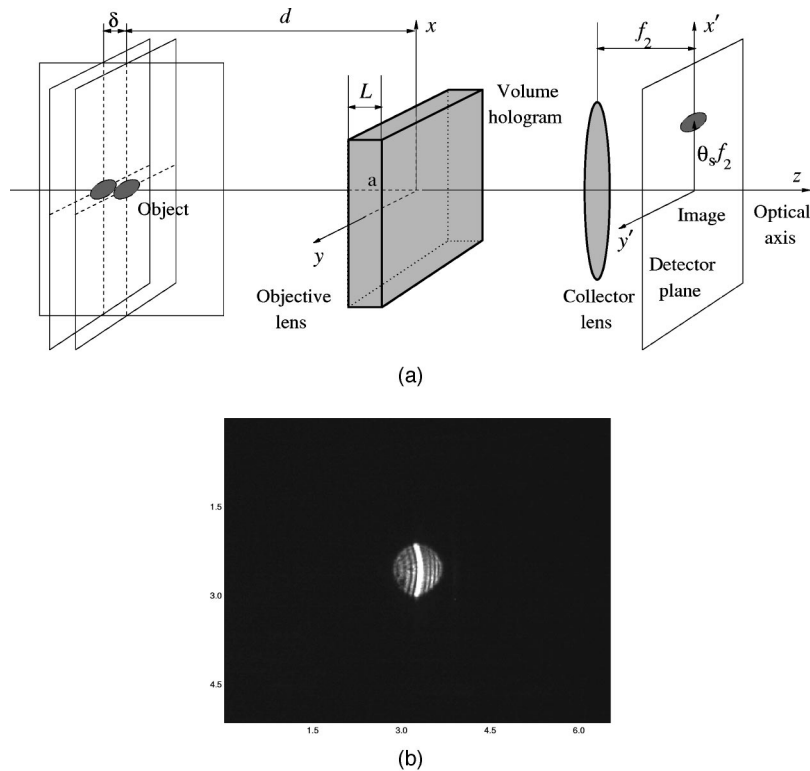 δ
d
x
L
Volume
hologram
f₂
x′
a
θₛf₂
Object
z
y
Image
Optical
axis
y′
Objective
lens
Collector
lens
Detector
plane
(a)
1.5
3.0
4.5
1.5 3.0 4.5 6.0
(b)